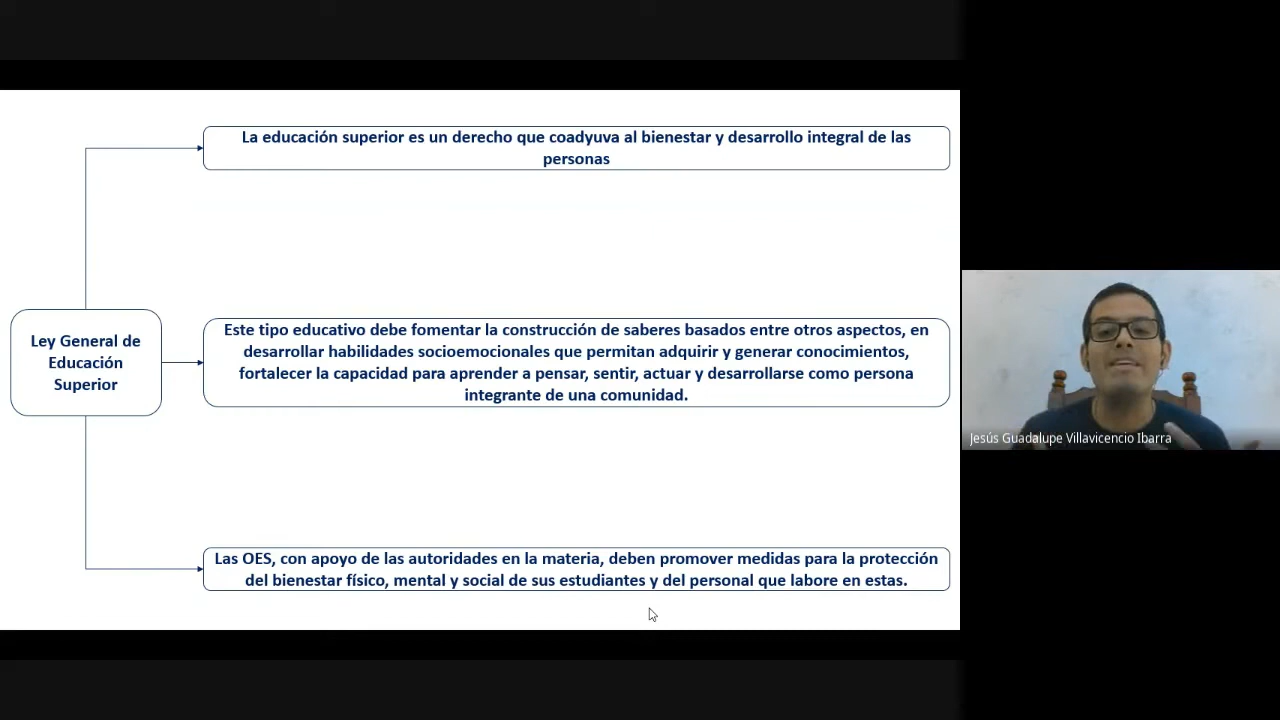 La educación superior es un derecho que coadyuva al bienestar y desarrollo integral de las
personas
Ley General de
Educación
Superior
Este tipo educativo debe fomentar la construcción de saberes basados entre otros aspectos, en
desarrollar habilidades socioemocionales que permitan adquirir y generar conocimientos,
fortalecer la capacidad para aprender a pensar, sentir, actuar y desarrollarse como persona
integrante de una comunidad.
Las OES, con apoyo de las autoridades en la materia, deben promover medidas para la protección
del bienestar físico, mental y social de sus estudiantes y del personal que labore en estas.
Jesús Guadalupe Villavicencio Ibarra